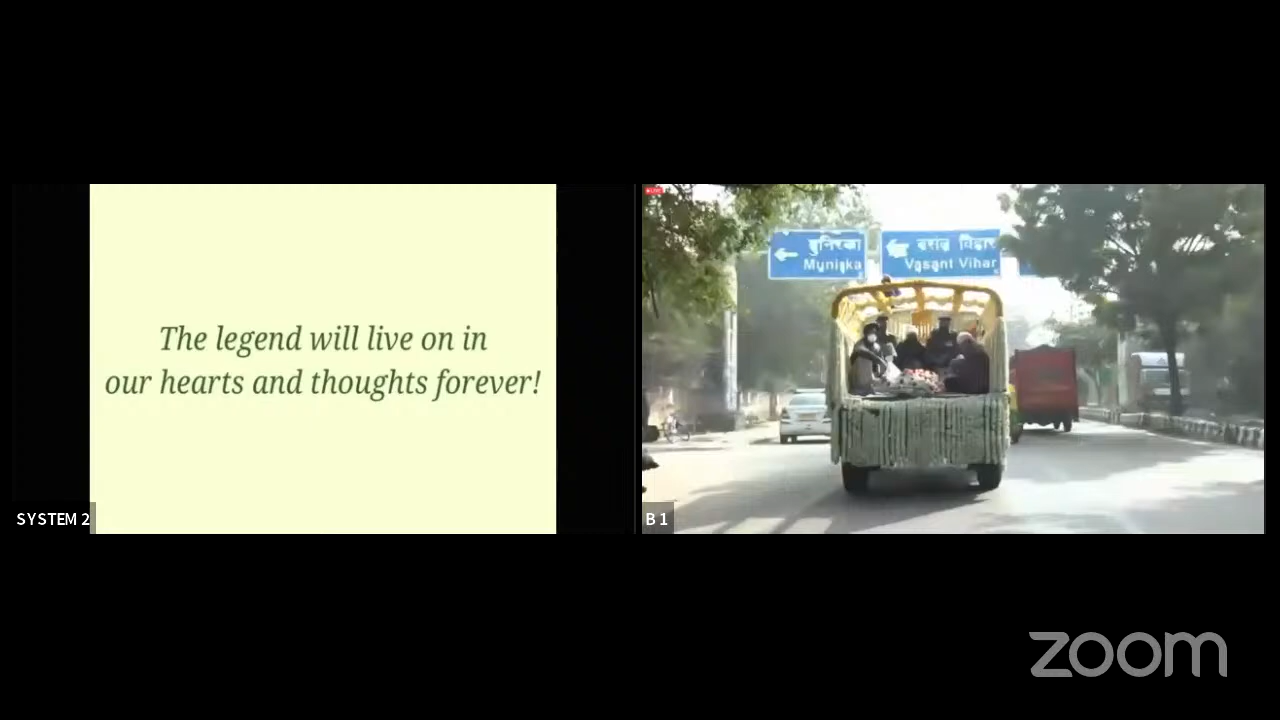 The legend will live on in
our hearts and thoughts forever!
SYSTEM 2
LIVE
मुनिरका
Munirka
वसंत विहार
Vasant Vihar
B 1
zoom